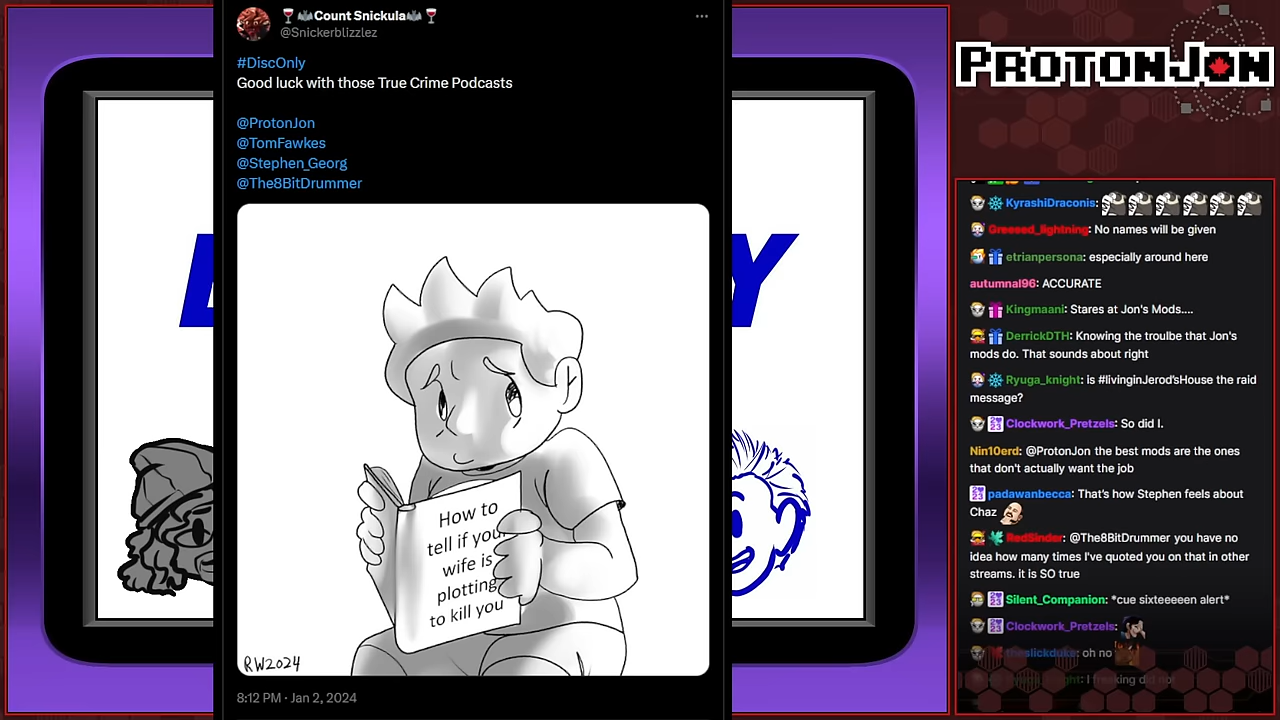 🍷🦇Count Snickula🦇🍷
@Snickerblizzlez
#DiscOnly
Good luck with those True Crime Podcasts
@ProtonJon
@TomFawkes
@Stephen_Georg
@The8BitDrummer
How to
tell if your
wife is
plotting
to kill you
RW2024
8:12 PM · Jan 2, 2024
Y
PROTONJON
KyrashiDraconis:
Greeeed_lightning: No names will be given
etrianpersona: especially around here
autumnal96: ACCURATE
Kingmaani: Stares at Jon's Mods....
DerrickDTH: Knowing the troulbe that Jon's
mods do. That sounds about right
Ryuga_knight: is #livinginJerod'sHouse the raid
message?
Clockwork_Pretzels: So did I.
Nin10erd: @ProtonJon the best mods are the ones
that don't actually want the job
padawanbecca: That's how Stephen feels about
Chaz
RedSinder: @The8BitDrummer you have no
idea how many times I've quoted you on that in other
streams. it is SO true
Silent_Companion: *cue sixteeeeen alert*
Clockwork_Pretzels:
theslickduke: oh no
I freaking did not